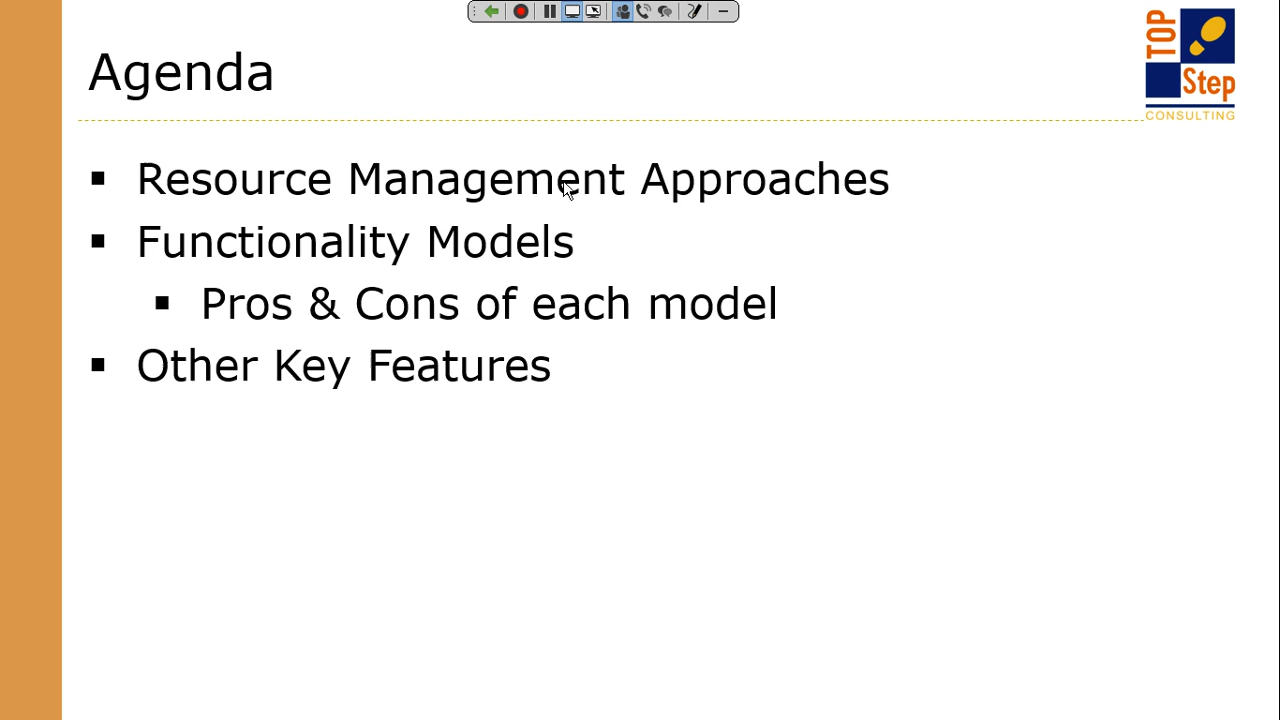 Agenda
TOP
Step
CONSULTING
▪ Resource Management Approaches
▪ Functionality Models
▪ Pros & Cons of each model
▪ Other Key Features